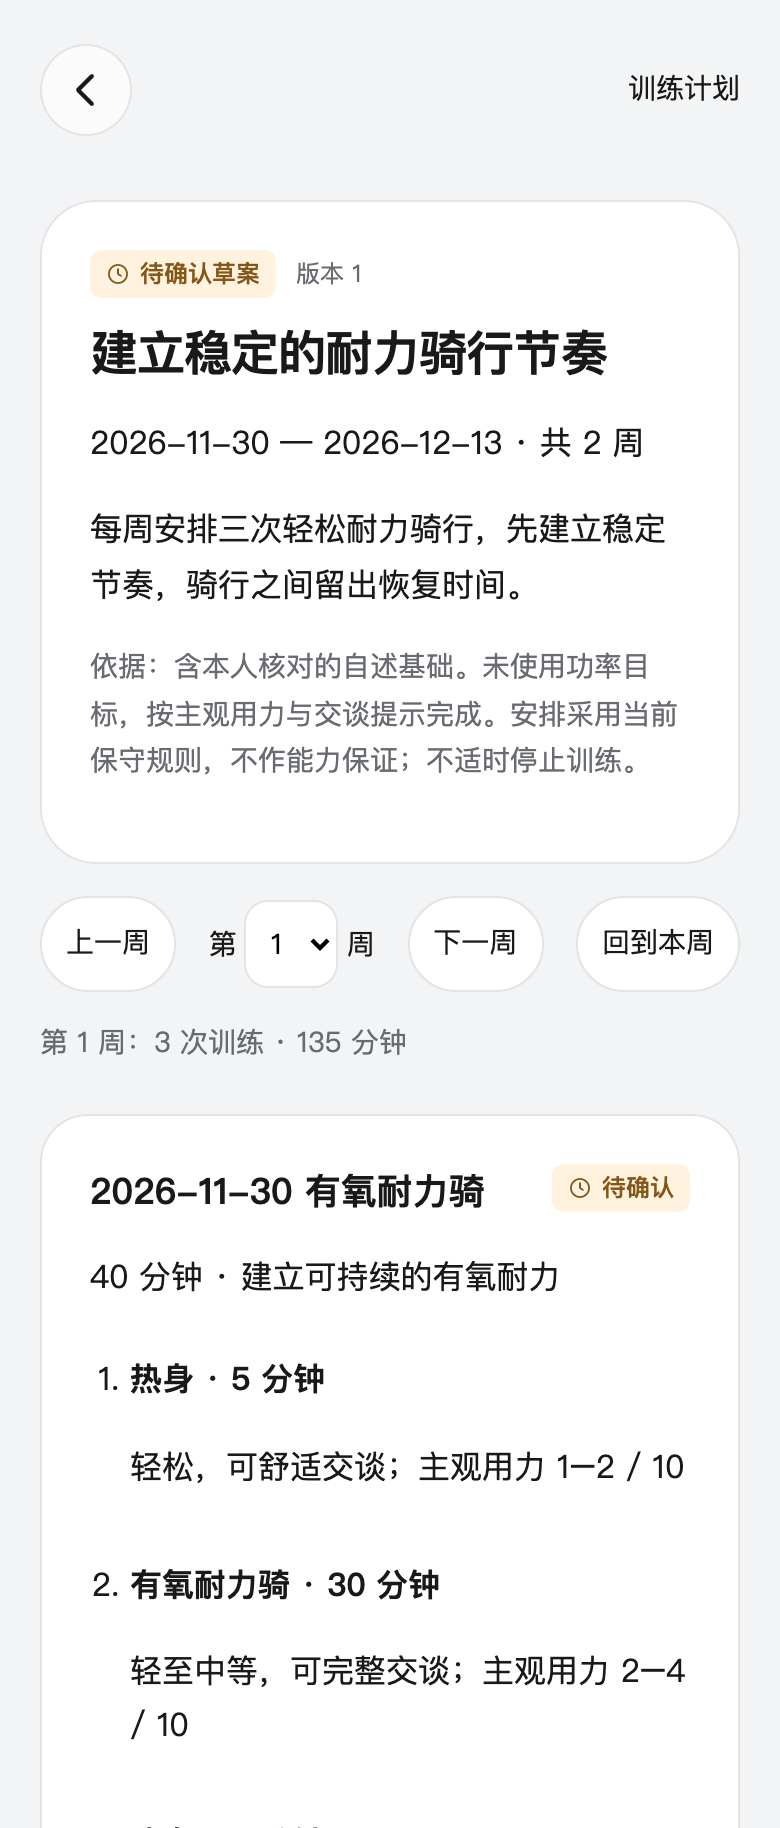 训练计划
待确认草案 版本 1
建立稳定的耐力骑行节奏
2026-11-30 — 2026-12-13 · 共 2 周
每周安排三次轻松耐力骑行，先建立稳定
节奏，骑行之间留出恢复时间。
依据：含本人核对的自述基础。未使用功率目
标，按主观用力与交谈提示完成。安排采用当前
保守规则，不作能力保证；不适时停止训练。
上一周 第 1 周 下一周 回到本周
第 1 周：3 次训练 · 135 分钟
2026-11-30 有氧耐力骑 待确认
40 分钟 · 建立可持续的有氧耐力
1. 热身 · 5 分钟
轻松，可舒适交谈；主观用力 1–2 / 10
2. 有氧耐力骑 · 30 分钟
轻至中等，可完整交谈；主观用力 2–4
/ 10